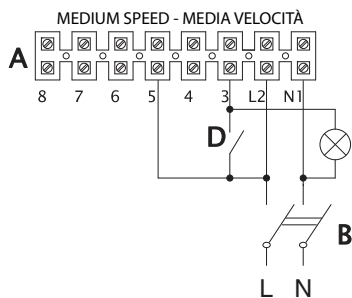 MEDIUM SPEED - MEDIA VELOCITÀ
A
8 7 6 5 4 3 L2 N1
D
B
L N